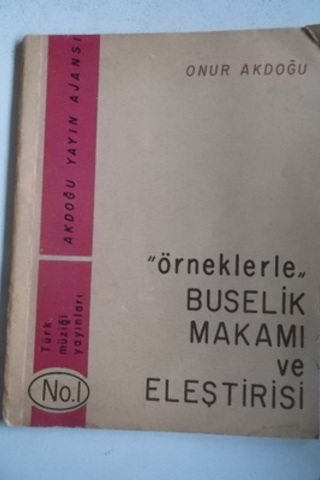 ONUR AKDOĞU
AKDOĞU YAYIN AJANSI
"örneklerle„
BUSELİK
MAKAMI
ve
ELEŞTİRİSİ
Türk
müziği
yayınları
No.1